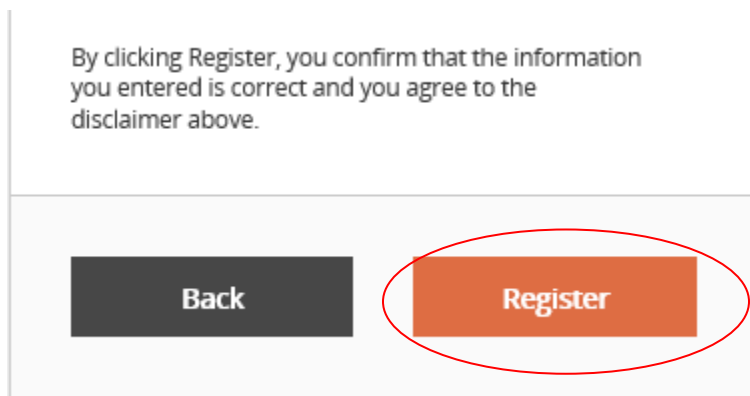 By clicking Register, you confirm that the information
you entered is correct and you agree to the
disclaimer above.
Back
Register